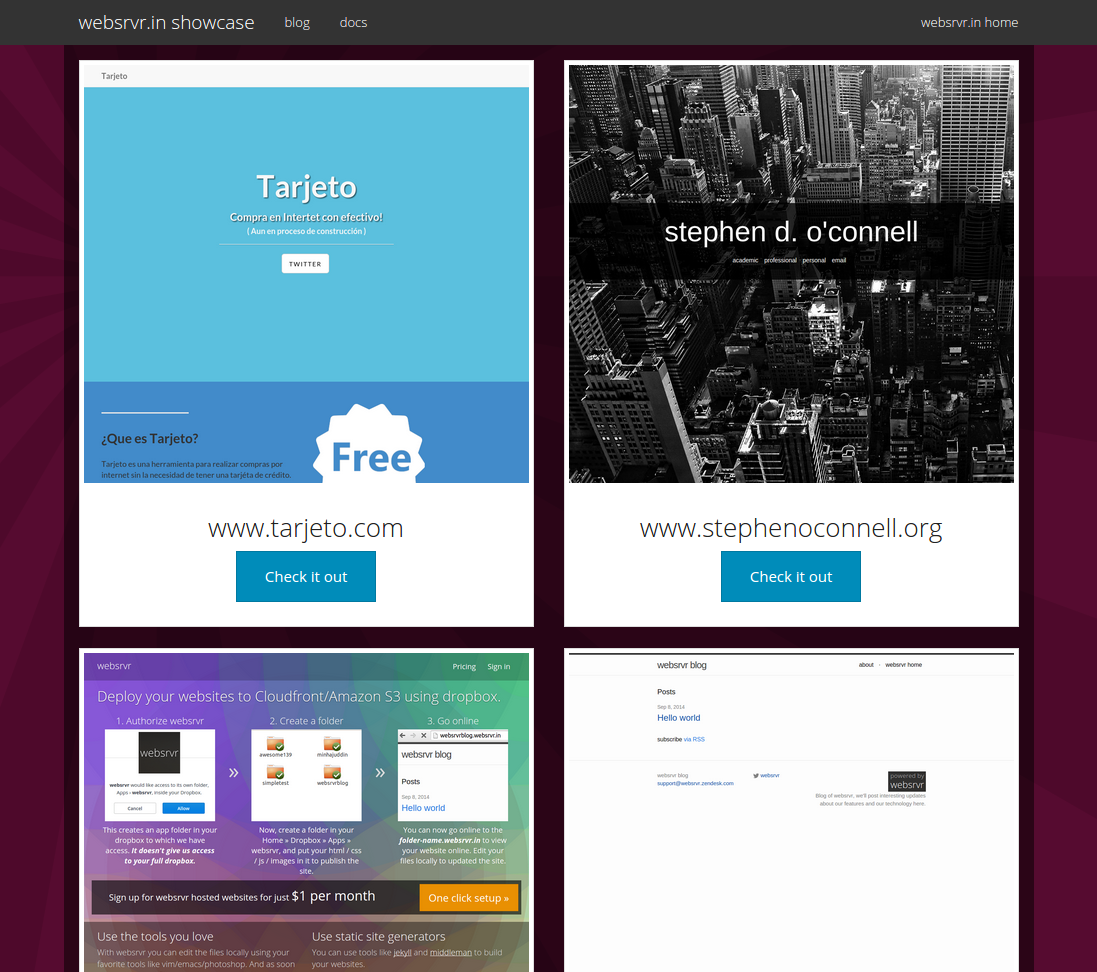 websrvr.in showcase
blog
docs
websrvr.in home
Tarjeto
Tarjeto
Compra en Intertet con efectivo!
( Aun en proceso de construcción )
TWITTER
¿Que es Tarjeto?
Tarjeto es una herramienta para realizar compras por
internet sin la necesidad de tener una tarjéta de crédito.
Free
www.tarjeto.com
Check it out
stephen d. o'connell
academic professional personal email
www.stephenoconnell.org
Check it out
websrvr
Pricing
Sign in
Deploy your websites to Cloudfront/Amazon S3 using dropbox.
1. Authorize websrvr
websrvr
websrvr would like access to its own folder,
Apps › websrvr, inside your Dropbox.
Cancel
Allow
This creates an app folder in your
dropbox to which we have
access. It doesn't give us access
to your full dropbox.
»
2. Create a folder
awesome139
minhajuddin
simpletest
websrvrblog
Now, create a folder in your
Home » Dropbox » Apps »
websrvr, and put your html / css
/ js / images in it to publish the
site.
»
3. Go online
websrvrblog.websrvr.in
websrvr blog
Posts
Sep 8, 2014
Hello world
You can now go online to the
folder-name.websrvr.in to view
your website online. Edit your
files locally to updated the site.
Sign up for websrvr hosted websites for just $1 per month
One click setup »
Use the tools you love
With websrvr you can edit the files locally using your
favorite tools like vim/emacs/photoshop. And as soon
Use static site generators
You can use tools like jekyll and middleman to build
your websites.
websrvr blog
about · websrvr home
Posts
Sep 8, 2014
Hello world
subscribe via RSS
websrvr blog
support@websrvr.zendesk.com
websrvr
powered by
websrvr
Blog of websrvr, we'll post interesting updates
about our features and our technology here.